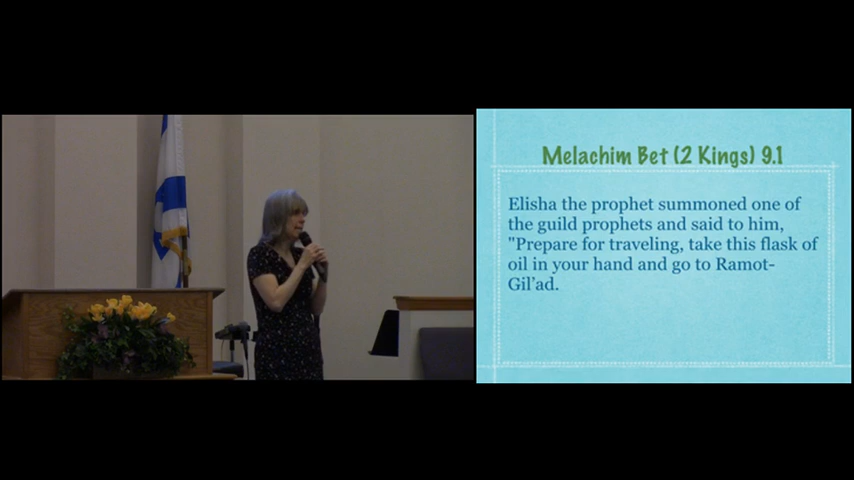 Melachim Bet (2 Kings) 9.1
Elisha the prophet summoned one of
the guild prophets and said to him,
"Prepare for traveling, take this flask of
oil in your hand and go to Ramot-
Gil’ad.